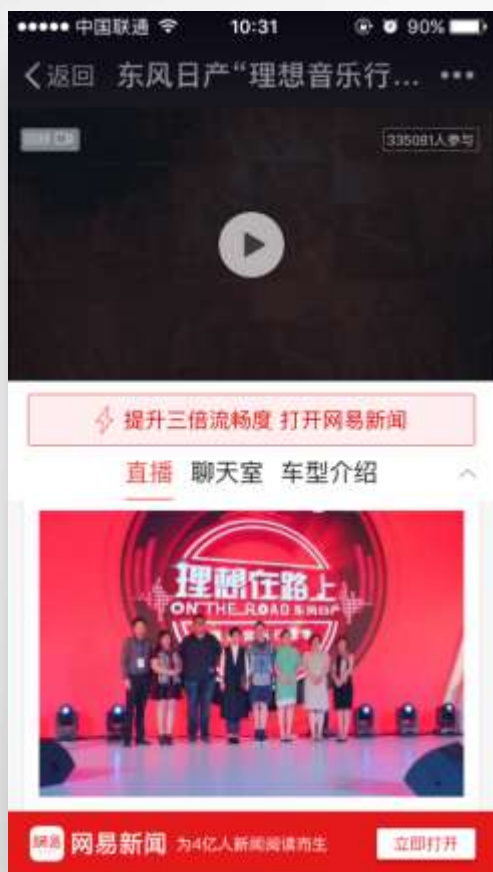 中国联通 10:31 90%
返回 东风日产“理想音乐行... •••
335081人参与
提升三倍流畅度 打开网易新闻
直播 聊天室 车型介绍
理想在路上
ON THE ROAD
网易 网易新闻 为4亿人新闻阅读而生 立即打开